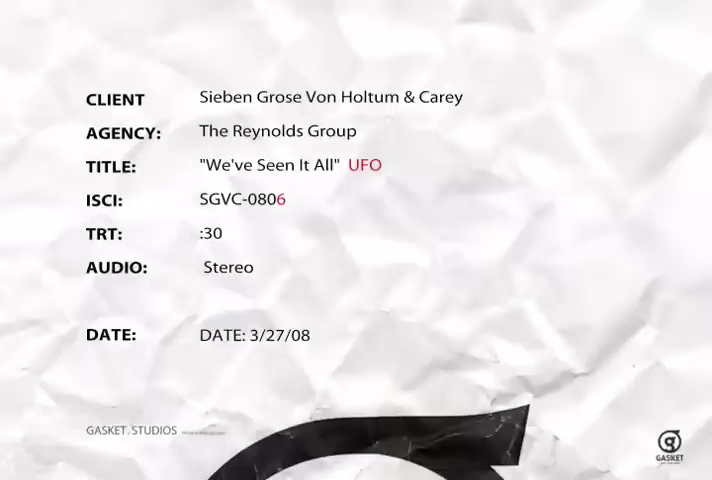 CLIENT Sieben Grose Von Holtum & Carey
AGENCY: The Reynolds Group
TITLE: "We've Seen It All" UFO
ISCI: SGVC-0806
TRT: :30
AUDIO: Stereo
DATE: DATE: 3/27/08
GASKET.STUDIOS
GASKET